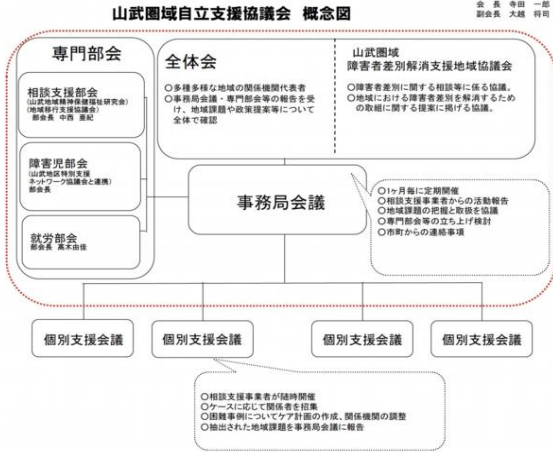 山武圏域自立支援協議会 概念図
会 長 寺田 一郎
副会長 大越 将司
専門部会
相談支援部会
(山武地域精神保健福祉研究会)
(地域移行支援協議会)
部会長 中西 亜紀
障害児部会
(山武地区特別支援
ネットワーク協議会と連携)
部会長
就労部会
部会長 髙木由佳
全体会
○多種多様な地域の関係機関代表者
○事務局会議・専門部会等の報告を受
け、地域課題や政策提案等について
全体で確認
山武圏域
障害者差別解消支援地域協議会
○障害者差別に関する相談等に係る協議。
○地域における障害者差別を解消するため
の取組に関する提案に掲げる協議。
事務局会議
○1ヶ月毎に定期開催
○相談支援事業者からの活動報告
○地域課題の把握と取扱を協議
○専門部会等の立ち上げ検討
○市町からの連絡事項
個別支援会議
個別支援会議
個別支援会議
個別支援会議
○相談支援事業者が随時開催
○ケースに応じて関係者を招集
○困難事例についてケア計画の作成、関係機関の調整
○抽出された地域課題を事務局会議に報告